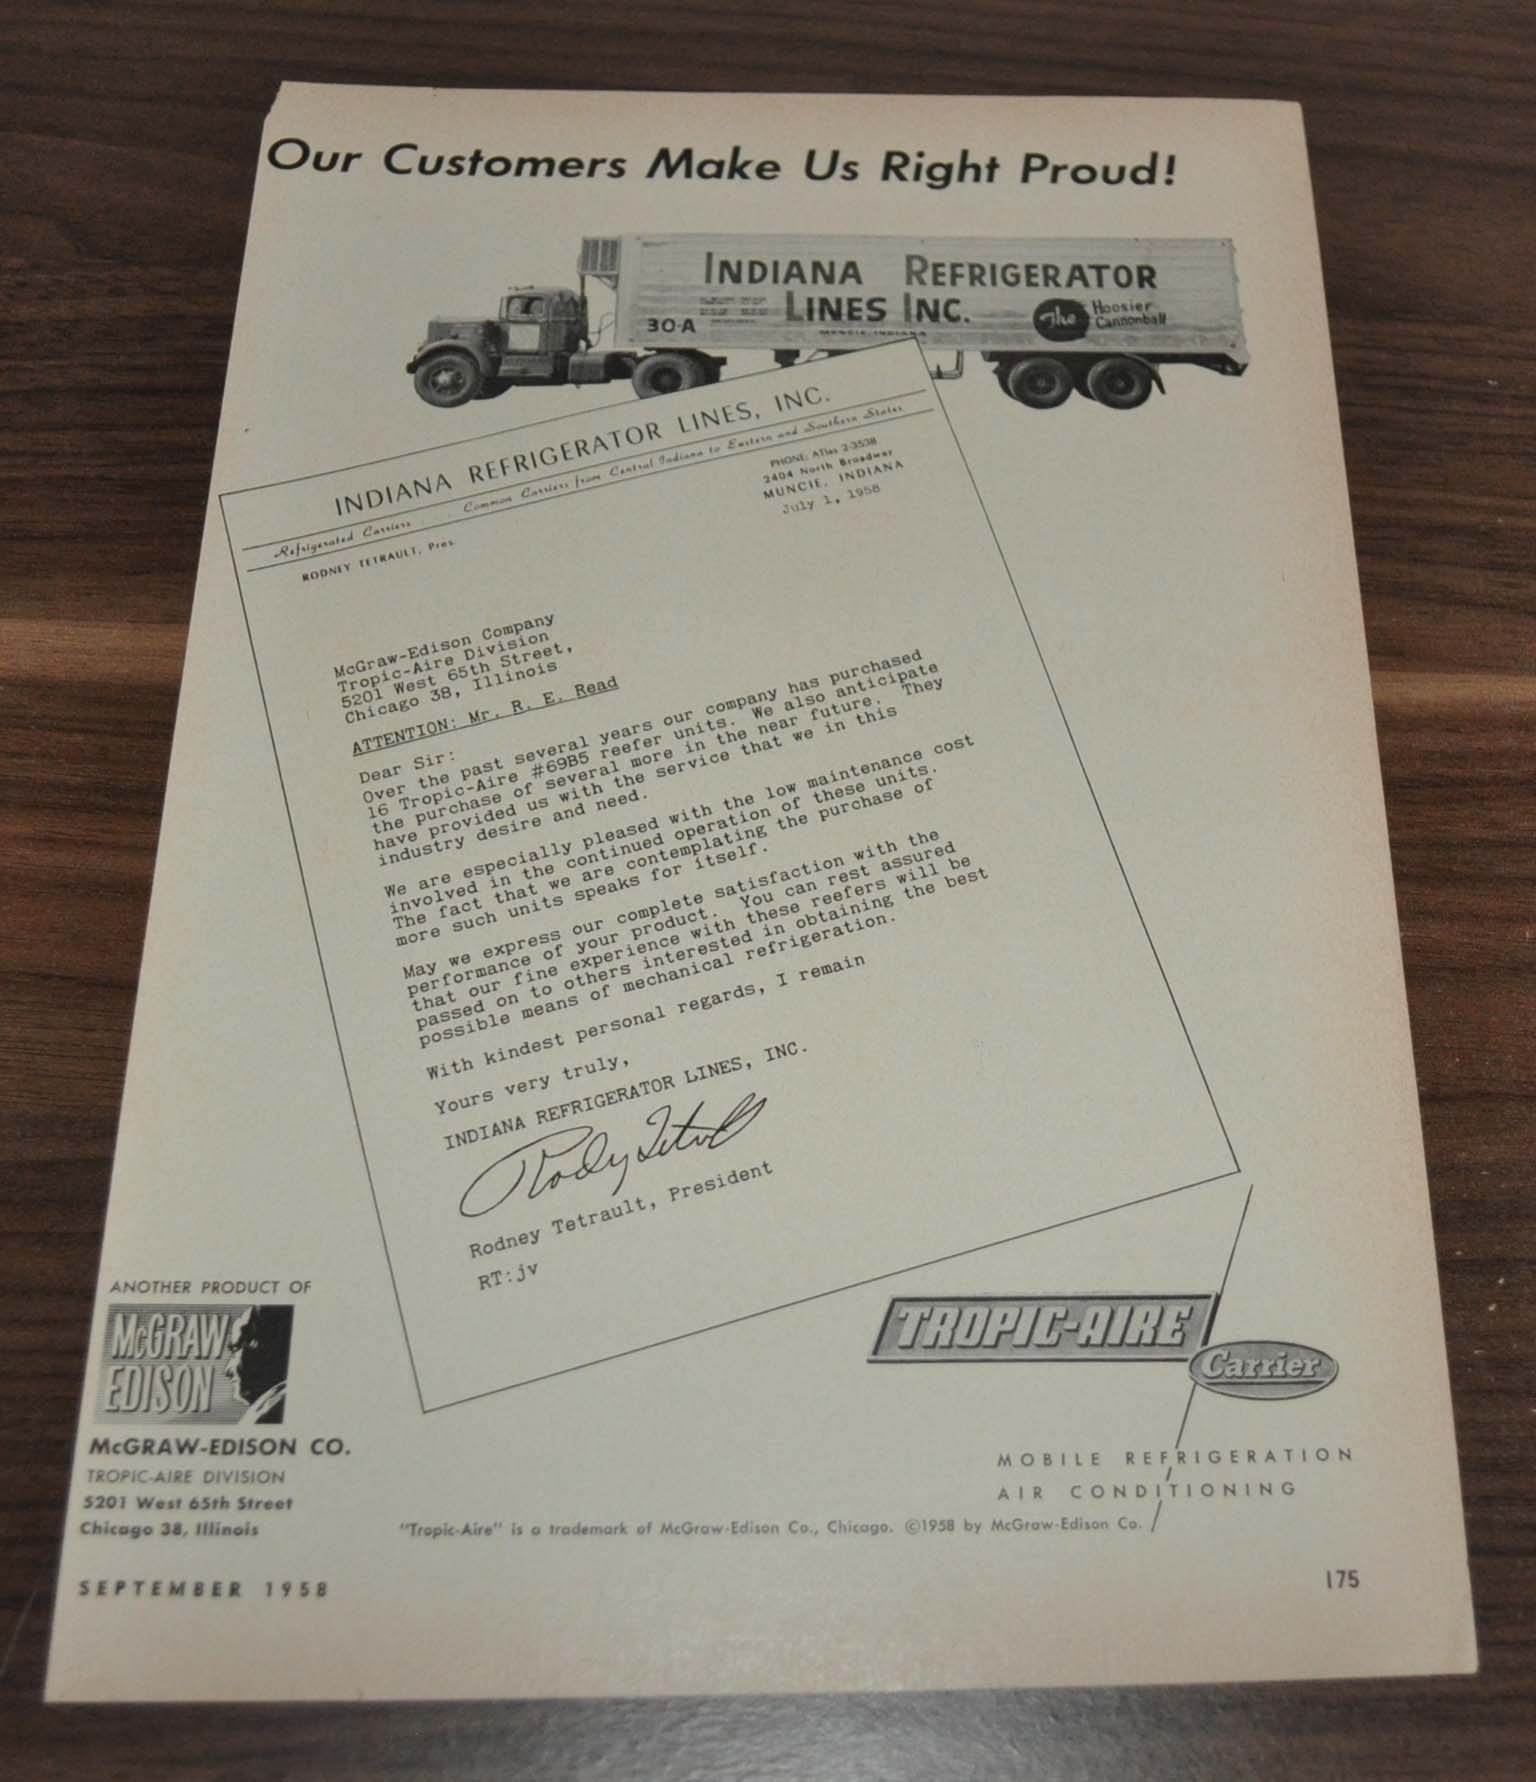 Our Customers Make Us Right Proud!
INDIANA REFRIGERATOR
LINES INC.
30-A
The Hoosier
Cannonball
MUNCIE, INDIANA
INDIANA REFRIGERATOR LINES, INC.
Refrigerated Carriers . . . Common Carriers from Central Indiana to Eastern and Southern States
RODNEY TETRAULT, Pres.
PHONE: ATlas 2-3538
2404 North Broadway
MUNCIE, INDIANA
July 1, 1958
McGraw-Edison Company
Tropic-Aire Division
5201 West 65th Street,
Chicago 38, Illinois
ATTENTION: Mr. R. E. Read
Dear Sir:
Over the past several years our company has purchased
16 Tropic-Aire #69B5 reefer units. We also anticipate
the purchase of several more in the near future. They
have provided us with the service that we in this
industry desire and need.
We are especially pleased with the low maintenance cost
involved in the continued operation of these units.
The fact that we are contemplating the purchase of
more such units speaks for itself.
May we express our complete satisfaction with the
performance of your product. You can rest assured
that our fine experience with these reefers will be
passed on to others interested in obtaining the best
possible means of mechanical refrigeration.
With kindest personal regards, I remain
Yours very truly,
INDIANA REFRIGERATOR LINES, INC.
Rody Tetrault
Rodney Tetrault, President
RT:jv
ANOTHER PRODUCT OF
McGRAW
EDISON
McGRAW-EDISON CO.
TROPIC-AIRE DIVISION
5201 West 65th Street
Chicago 38, Illinois
TROPIC-AIRE
Carrier
MOBILE REFRIGERATION
AIR CONDITIONING
"Tropic-Aire" is a trademark of McGraw-Edison Co., Chicago. ©1958 by McGraw-Edison Co.
SEPTEMBER 1958
175